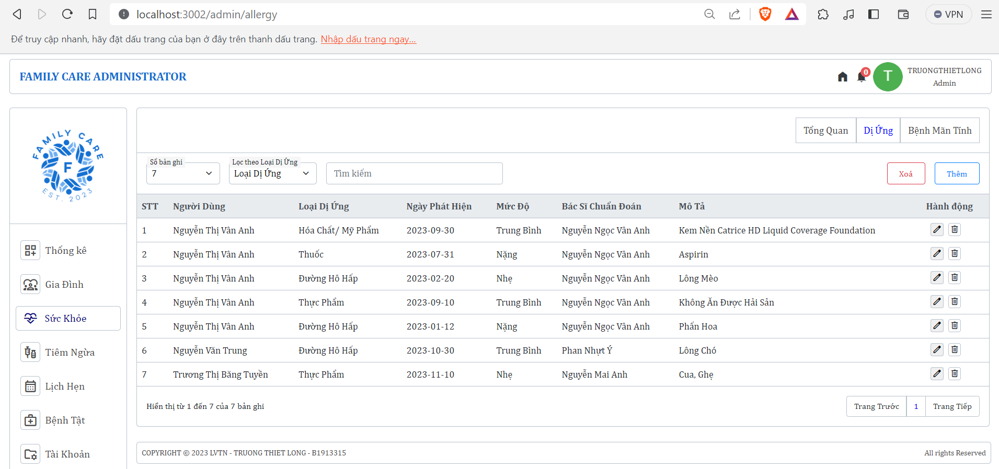 localhost:3002/admin/allergy
VPN
Để truy cập nhanh, hãy đặt dấu trang của bạn ở đây trên thanh dấu trang. Nhập dấu trang ngay...
FAMILY CARE ADMINISTRATOR
0
T
TRUONGTHIETLONG
Admin
FAMILY CARE
F
EST. 2023
Thống kê
Gia Đình
Sức Khỏe
Tiêm Ngừa
Lịch Hẹn
Bệnh Tật
Tài Khoản
Tổng Quan Dị Ứng Bệnh Mãn Tính
Số bản ghi Lọc theo Loại Dị Ứng
7 Loại Dị Ứng Tìm kiếm Xoá Thêm
STT Người Dùng Loại Dị Ứng Ngày Phát Hiện Mức Độ Bác Sĩ Chuẩn Đoán Mô Tả Hành động
1 Nguyễn Thị Vân Anh Hóa Chất/ Mỹ Phẩm 2023-09-30 Trung Bình Nguyễn Ngọc Vân Anh Kem Nền Catrice HD Liquid Coverage Foundation
2 Nguyễn Thị Vân Anh Thuốc 2023-07-31 Nặng Nguyễn Ngọc Vân Anh Aspirin
3 Nguyễn Thị Vân Anh Đường Hô Hấp 2023-02-20 Nhẹ Nguyễn Ngọc Vân Anh Lông Mèo
4 Nguyễn Thị Vân Anh Thực Phẩm 2023-09-10 Trung Bình Nguyễn Ngọc Vân Anh Không Ăn Được Hải Sản
5 Nguyễn Thị Vân Anh Đường Hô Hấp 2023-01-12 Nặng Nguyễn Ngọc Vân Anh Phấn Hoa
6 Nguyễn Văn Trung Đường Hô Hấp 2023-10-30 Trung Bình Phan Nhựt Ý Lông Chó
7 Trương Thị Băng Tuyền Thực Phẩm 2023-11-10 Nhẹ Nguyễn Mai Anh Cua, Ghẹ
Hiển thị từ 1 đến 7 của 7 bản ghi Trang Trước 1 Trang Tiếp
COPYRIGHT © 2023 LVTN - TRUONG THIET LONG - B1913315 All rights Reserved